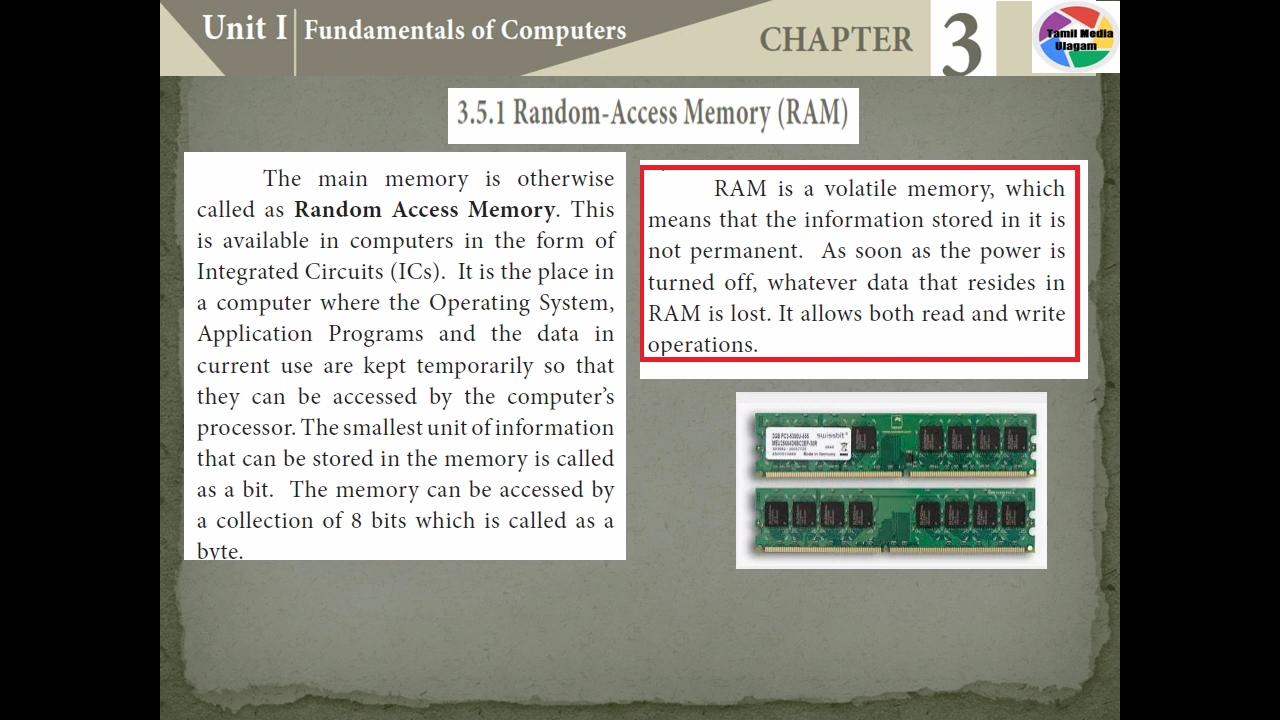 Unit I Fundamentals of Computers
CHAPTER 3
Tamil Media
Ulagam
3.5.1 Random-Access Memory (RAM)
The main memory is otherwise
called as Random Access Memory. This
is available in computers in the form of
Integrated Circuits (ICs). It is the place in
a computer where the Operating System,
Application Programs and the data in
current use are kept temporarily so that
they can be accessed by the computer's
processor. The smallest unit of information
that can be stored in the memory is called
as a bit. The memory can be accessed by
a collection of 8 bits which is called as a
byte.
RAM is a volatile memory, which
means that the information stored in it is
not permanent. As soon as the power is
turned off, whatever data that resides in
RAM is lost. It allows both read and write
operations.
swissbit
Made in Germany